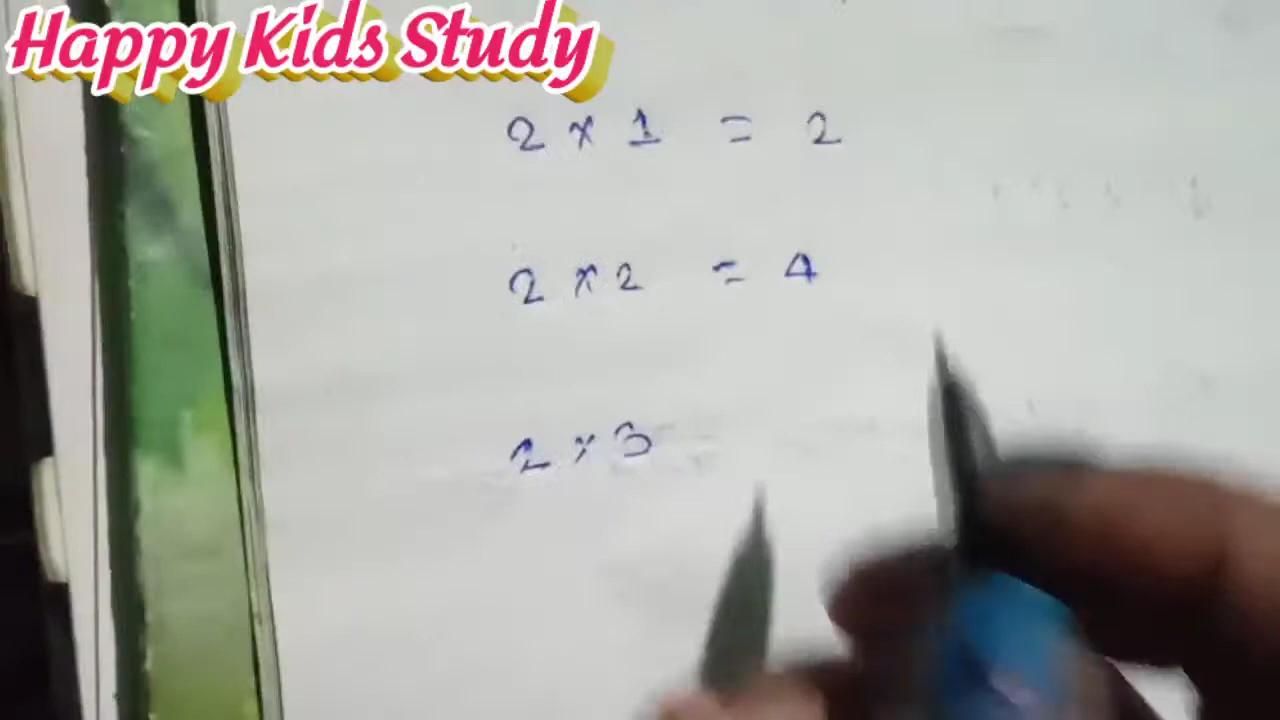 Happy Kids Study
2 × 1 = 2
2 × 2 = 4
2 × 3